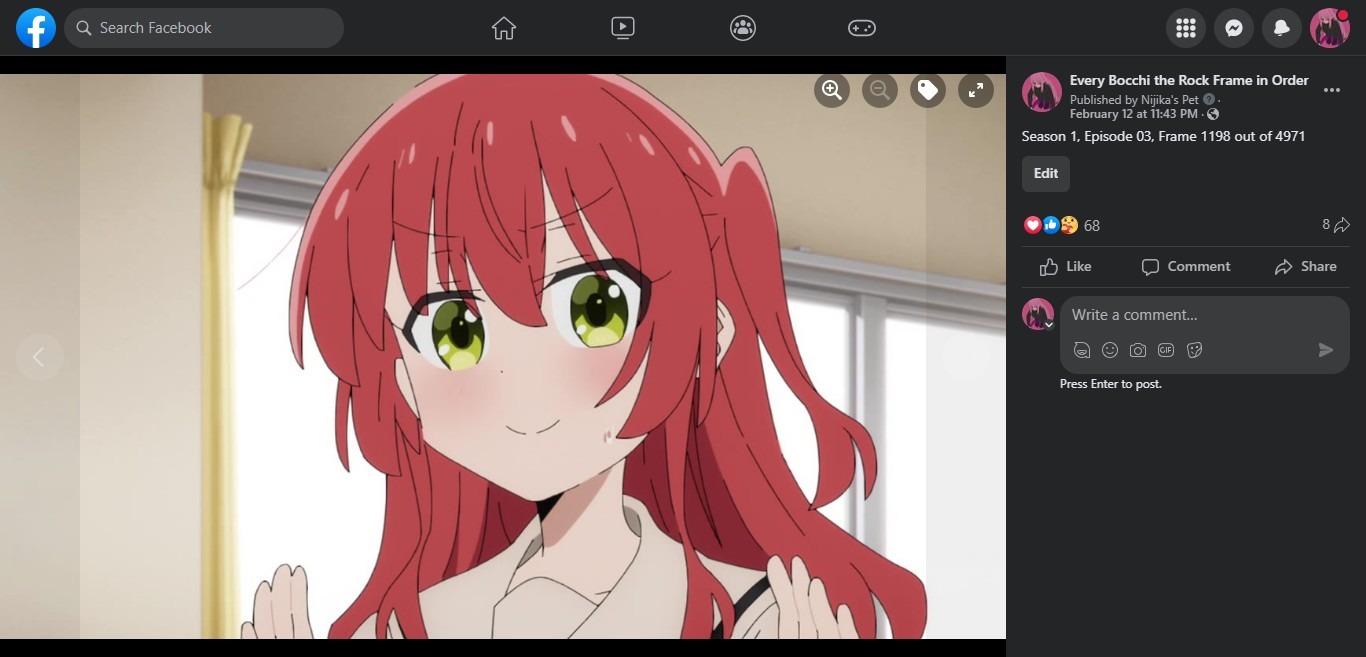 Search Facebook
Every Bocchi the Rock Frame in Order
Published by Nijika's Pet ·
February 12 at 11:43 PM ·
Season 1, Episode 03, Frame 1198 out of 4971
Edit
68
8
Like
Comment
Share
Write a comment...
GIF
Press Enter to post.